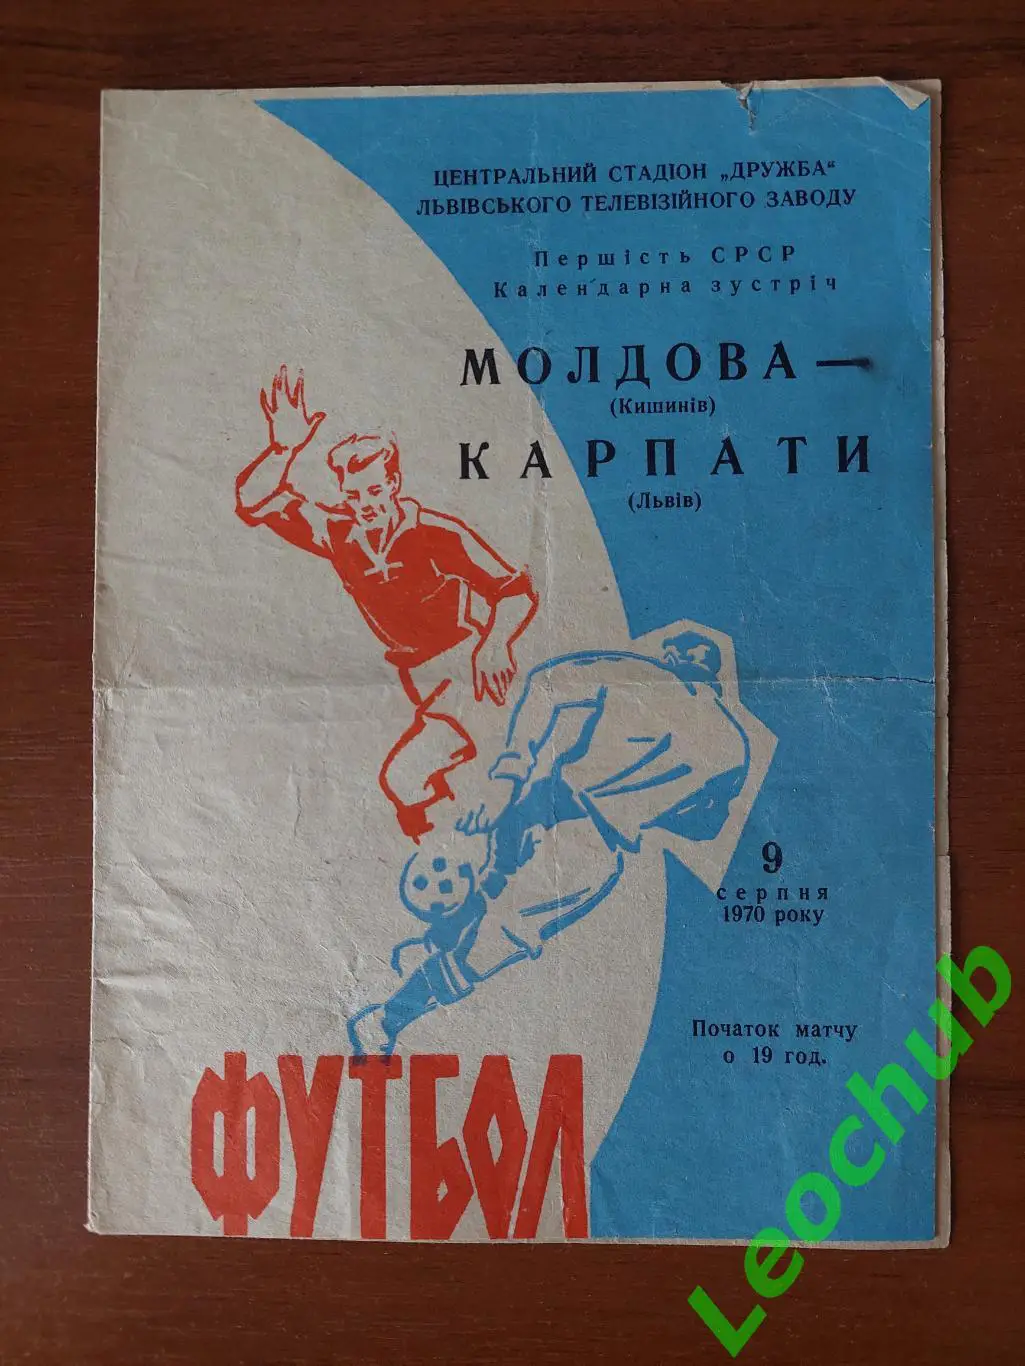 ЦЕНТРАЛЬНИЙ СТАДІОН „ДРУЖБА“
ЛЬВІВСЬКОГО ТЕЛЕВІЗІЙНОГО ЗАВОДУ
Першість СРСР
Календарна зустріч
МОЛДОВА —
(Кишинів)
КАРПАТИ
(Львів)
9
серпня
1970 року
Початок матчу
о 19 год.
ФУТБОЛ
Leochub